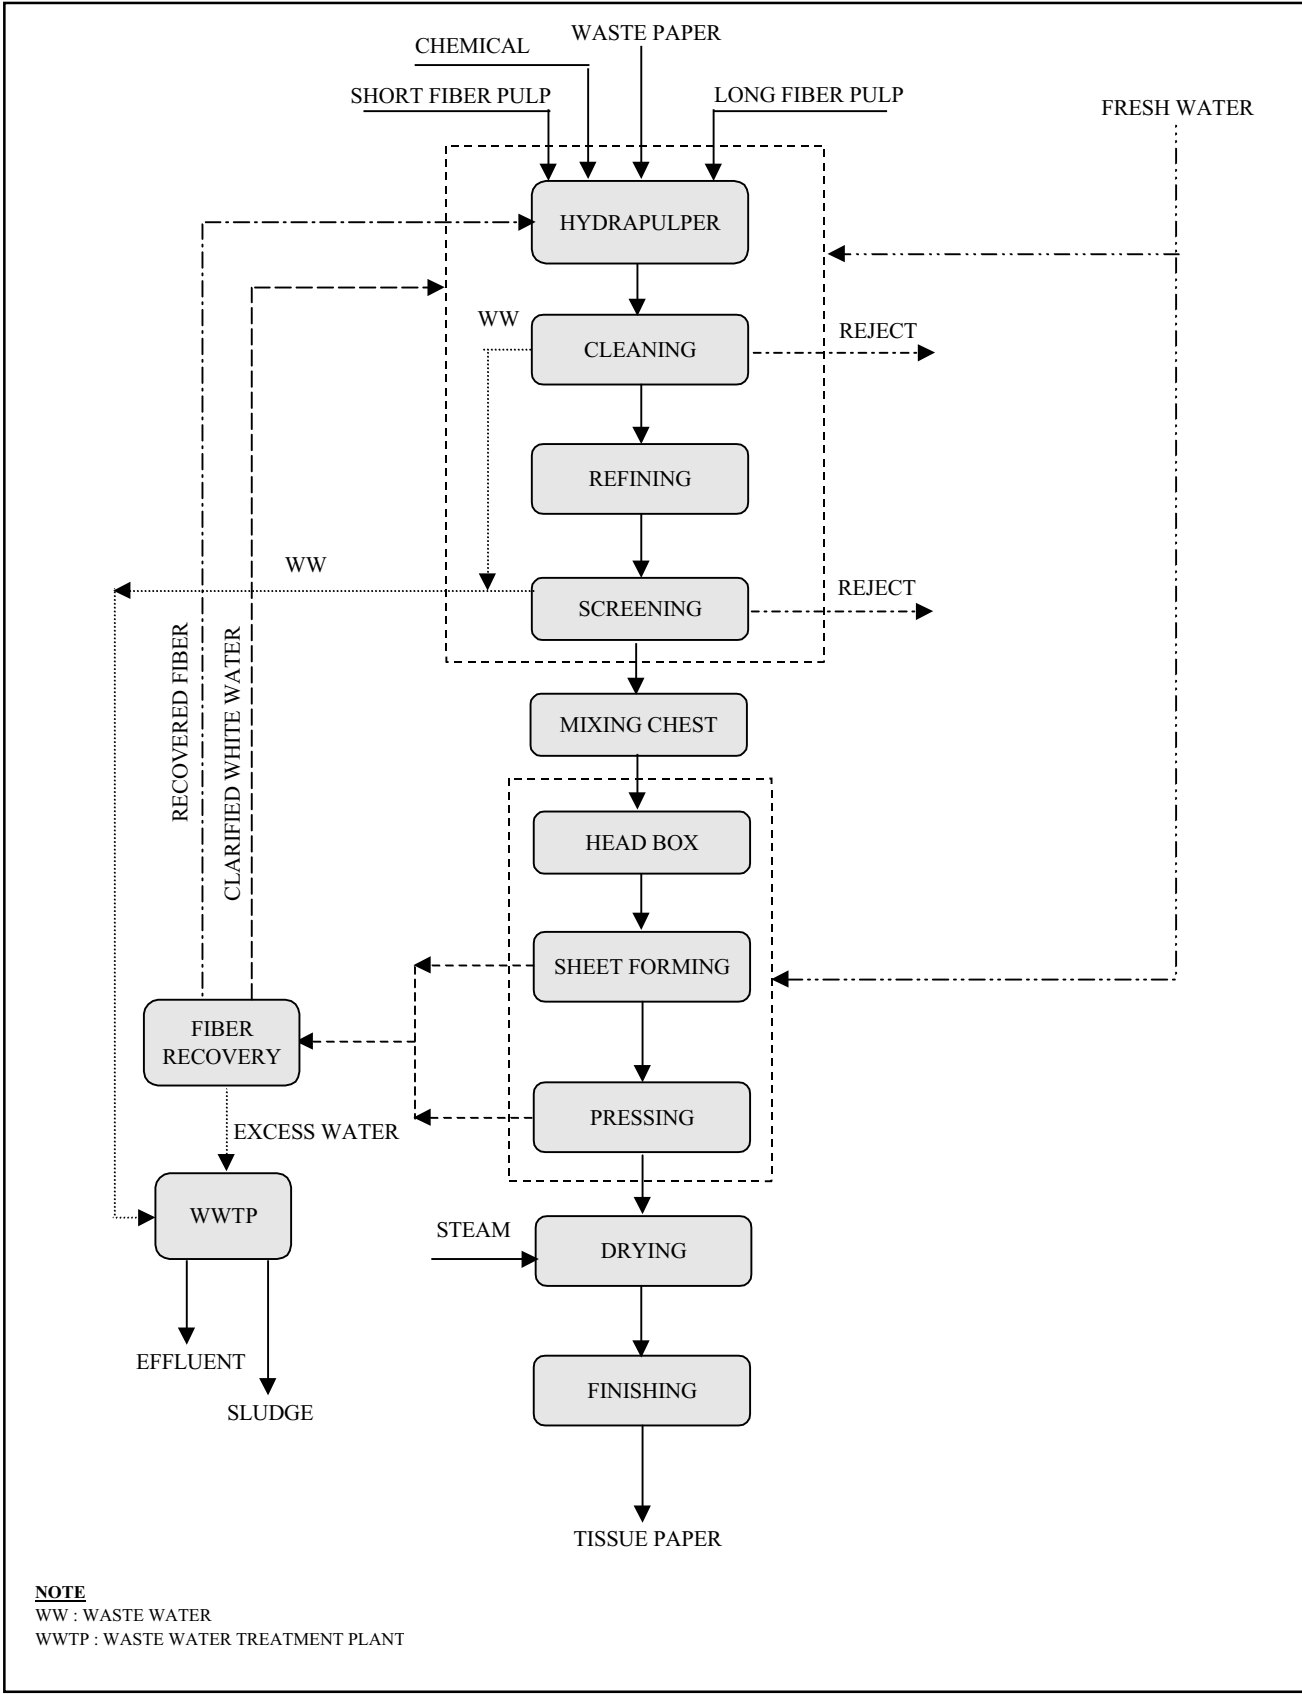 WASTE PAPER
CHEMICAL
SHORT FIBER PULP
LONG FIBER PULP
FRESH WATER
HYDRAPULPER
WW
CLEANING
REJECT
REFINING
WW
SCREENING
REJECT
RECOVERED FIBER
CLARIFIED WHITE WATER
MIXING CHEST
HEAD BOX
SHEET FORMING
FIBER
RECOVERY
PRESSING
EXCESS WATER
WWTP
STEAM
DRYING
EFFLUENT
SLUDGE
FINISHING
TISSUE PAPER
NOTE
WW : WASTE WATER
WWTP : WASTE WATER TREATMENT PLANT